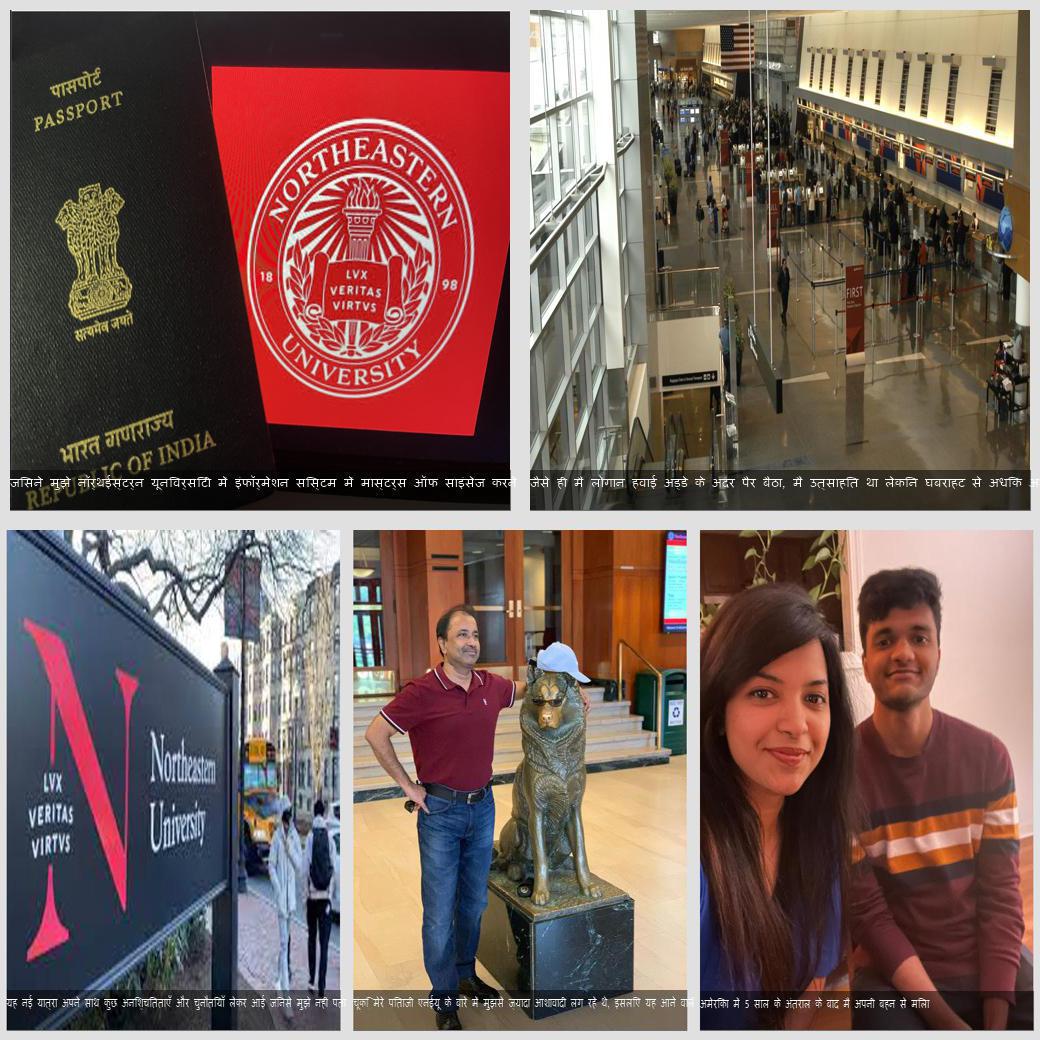 पासपोर्ट
PASSPORT
सत्यमेव जयते
भारत गणराज्य
REPUBLIC OF INDIA
NORTHEASTERN
18 98
LVX
VERITAS
VIRTVS
UNIVERSITY
जिसने मुझे नॉरथईस्टर्न यूनिवर्सिटी में इंफॉर्मेशन सिस्टम में मास्टर्स ऑफ साइंसेज करने
FIRST
जैसे ही मैं लोगान हवाई अड्डे के अंदर पैर बैठा, मैं उत्साहित था लेकिन घबराहट से अधिक
LVX
VERITAS
VIRTVS
Northeastern
University
यह नई यात्रा अपने साथ कुछ अनिश्चितताएँ और चुनौतियाँ लेकर आई जिनसे मुझे नहीं पता
चूंकि मेरे पिताजी एनईयू के बारे में मुझसे ज्यादा आशावादी लग रहे थे, इसलिए यह आने वाले
अमेरिका में 5 साल के अंतराल के बाद मैं अपनी बहन से मिला